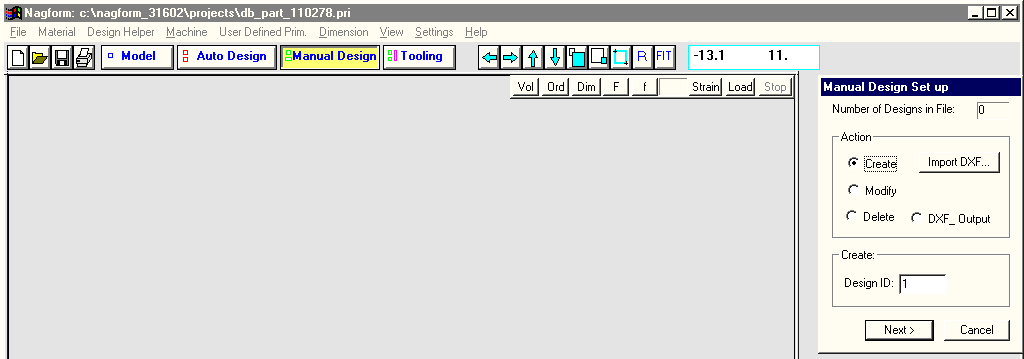 Nagform: c:\nagform_31602\projects\db_part_110278.pri
File Material Design Helper Machine User Defined Prim. Dimension View Settings Help
Model Auto Design Manual Design Tooling R FIT -13.1 11.
Vol Ord Dim F f Strain Load Stop
Manual Design Set up
Number of Designs in File: 0
Action
Create Import DXF...
Modify
Delete DXF_ Output
Create:
Design ID: 1
Next > Cancel